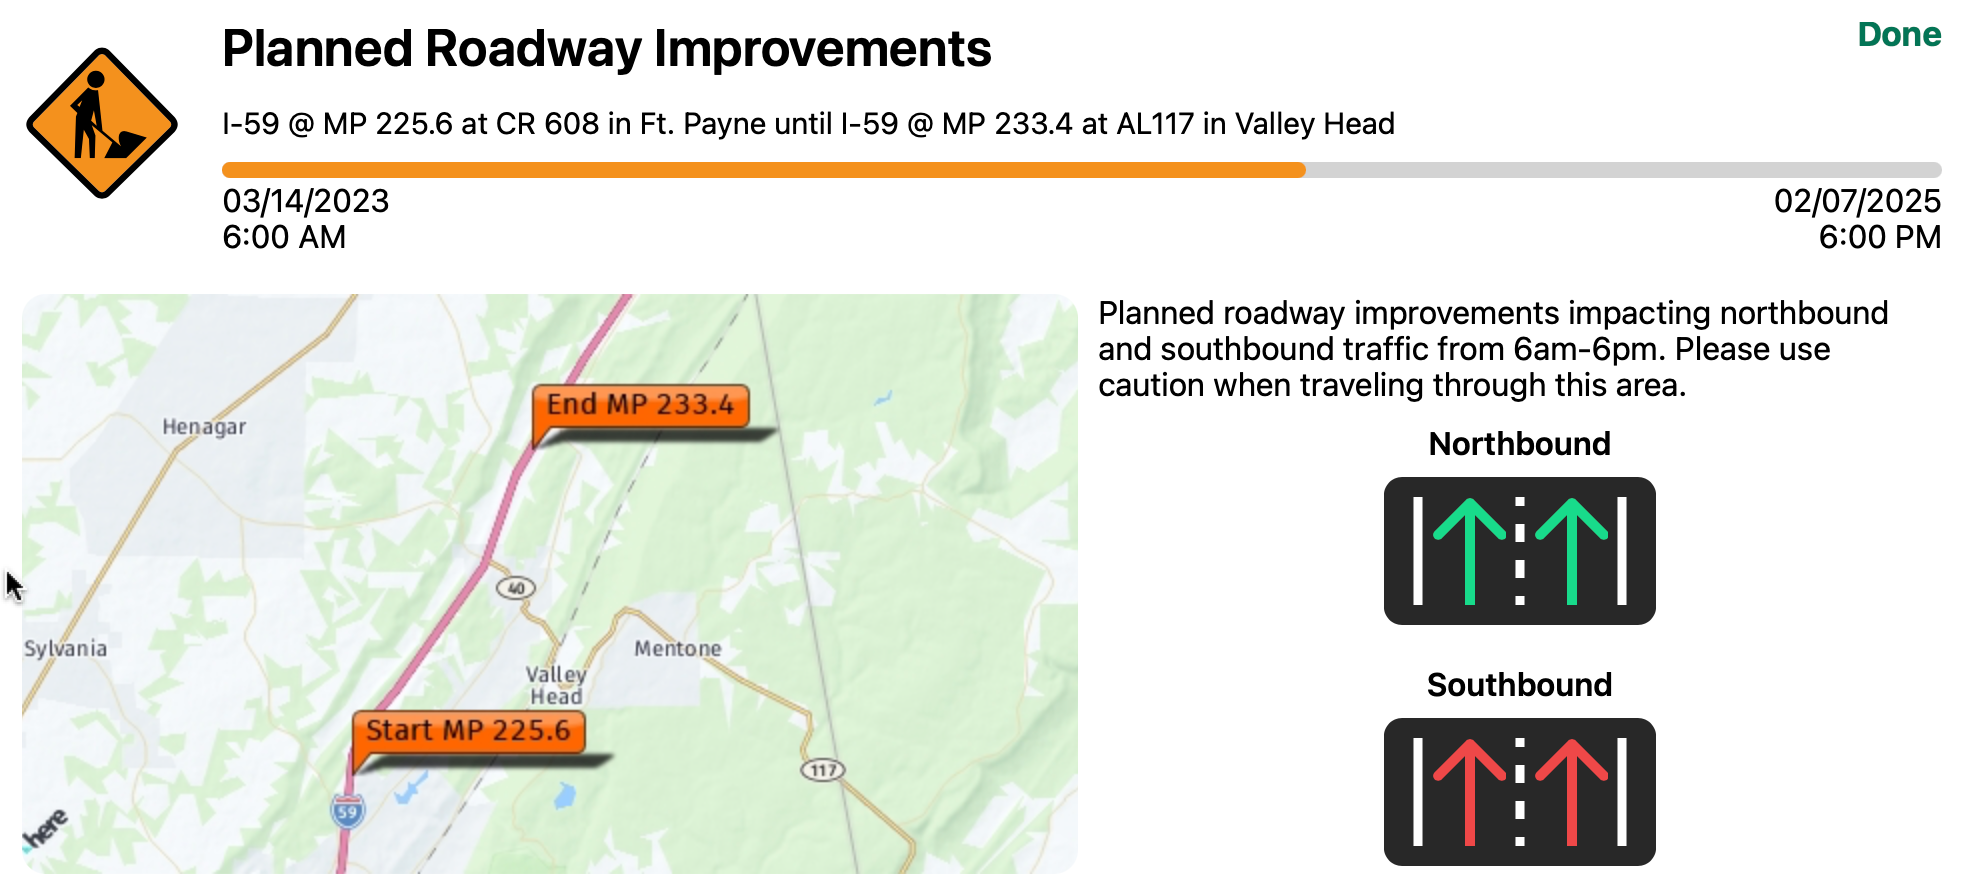 Planned Roadway Improvements
Done
I-59 @ MP 225.6 at CR 608 in Ft. Payne until I-59 @ MP 233.4 at AL117 in Valley Head
03/14/2023
6:00 AM
02/07/2025
6:00 PM
End MP 233.4
Henagar
40
Sylvania
Mentone
Valley
Head
Start MP 225.6
117
59
here
Planned roadway improvements impacting northbound
and southbound traffic from 6am-6pm. Please use
caution when traveling through this area.
Northbound
Southbound